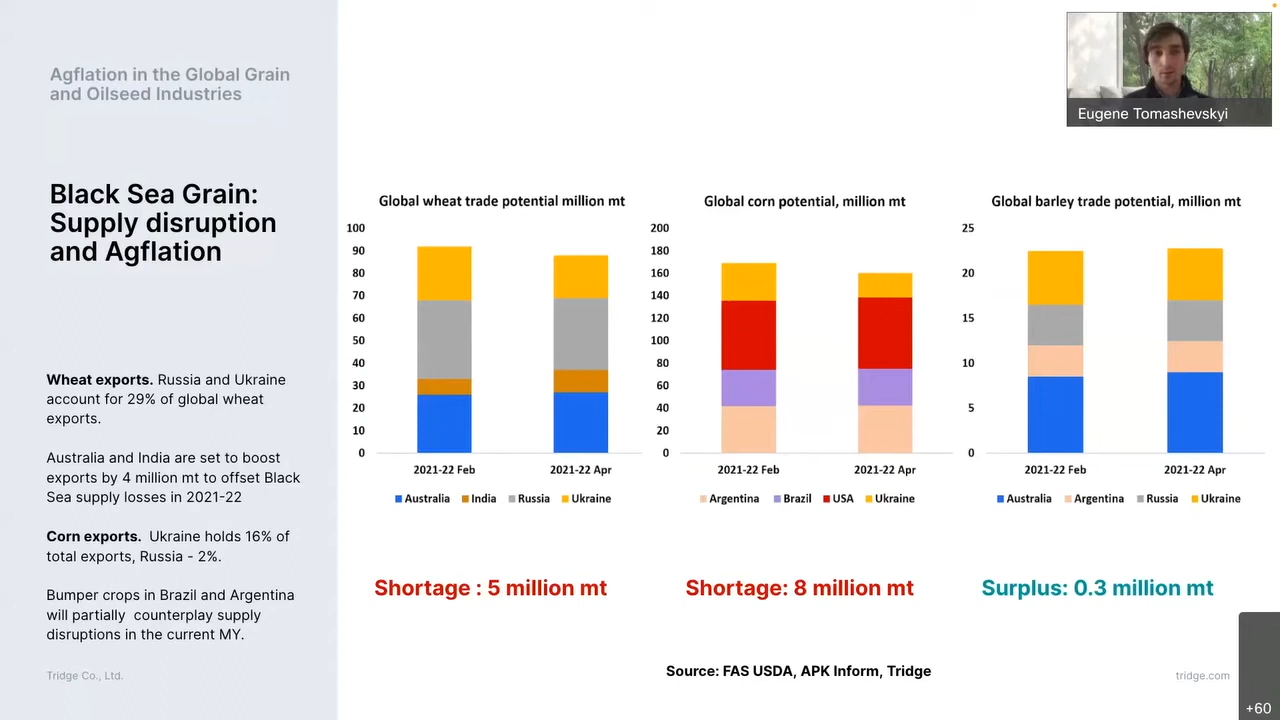 Agflation in the Global Grain
and Oilseed Industries
Black Sea Grain:
Supply disruption
and Agflation
Wheat exports. Russia and Ukraine
account for 29% of global wheat
exports.
Australia and India are set to boost
exports by 4 million mt to offset Black
Sea supply losses in 2021-22
Corn exports. Ukraine holds 16% of
total exports, Russia - 2%.
Bumper crops in Brazil and Argentina
will partially counterplay supply
disruptions in the current MY.
Tridge Co., Ltd.
Eugene Tomashevskyi
Global wheat trade potential million mt
100
90
80
70
60
50
40
30
20
10
0
2021-22 Feb 2021-22 Apr
Australia India Russia Ukraine
Shortage : 5 million mt
Global corn potential, million mt
200
180
160
140
120
100
80
60
40
20
0
2021-22 Feb 2021-22 Apr
Argentina Brazil USA Ukraine
Shortage: 8 million mt
Global barley trade potential, million mt
25
20
15
10
5
0
2021-22 Feb 2021-22 Apr
Australia Argentina Russia Ukraine
Surplus: 0.3 million mt
Source: FAS USDA, APK Inform, Tridge
tridge.com
+60